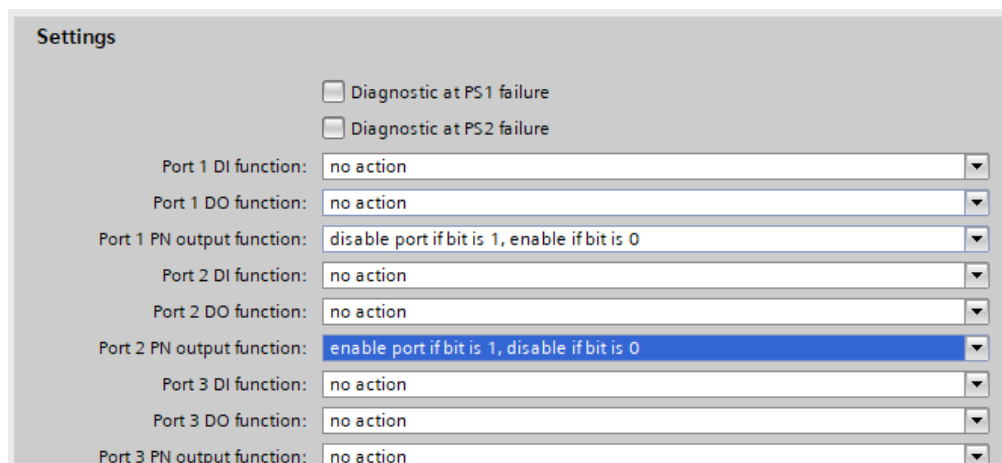 Settings
Diagnostic at PS1 failure
Diagnostic at PS2 failure
Port 1 DI function: no action
Port 1 DO function: no action
Port 1 PN output function: disable port if bit is 1, enable if bit is 0
Port 2 DI function: no action
Port 2 DO function: no action
Port 2 PN output function: enable port if bit is 1, disable if bit is 0
Port 3 DI function: no action
Port 3 DO function: no action
Port 3 PN output function: no action